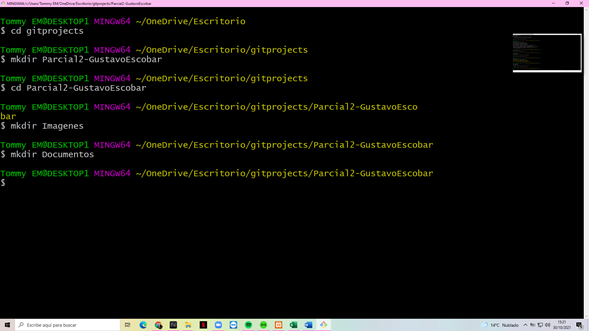 MINGW64:/c/Users/Tommy EM/OneDrive/Escritorio/gitprojects/Parcial2-GustavoEscobar
Tommy EM@DESKTOP1 MINGW64 ~/OneDrive/Escritorio
$ cd gitprojects
Tommy EM@DESKTOP1 MINGW64 ~/OneDrive/Escritorio/gitprojects
$ mkdir Parcial2-GustavoEscobar
Tommy EM@DESKTOP1 MINGW64 ~/OneDrive/Escritorio/gitprojects
$ cd Parcial2-GustavoEscobar
Tommy EM@DESKTOP1 MINGW64 ~/OneDrive/Escritorio/gitprojects/Parcial2-GustavoEsco
bar
$ mkdir Imagenes
Tommy EM@DESKTOP1 MINGW64 ~/OneDrive/Escritorio/gitprojects/Parcial2-GustavoEscobar
$ mkdir Documentos
Tommy EM@DESKTOP1 MINGW64 ~/OneDrive/Escritorio/gitprojects/Parcial2-GustavoEscobar
$
Escribe aquí para buscar
14°C Nublado
15:21
30/10/2021